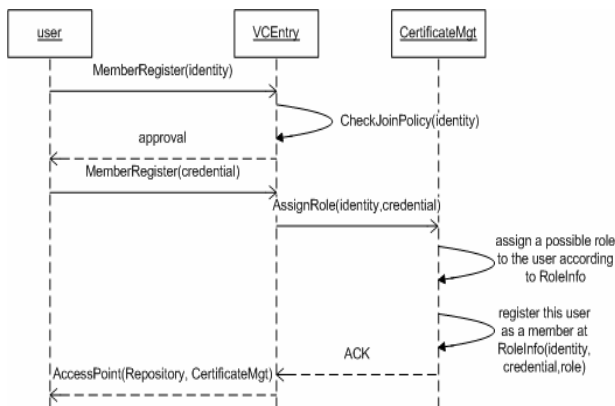 user
VCEntry
CertificateMgt
MemberRegister(identity)
CheckJoinPolicy(identity)
approval
MemberRegister(credential)
AssignRole(identity,credential)
assign a possible role
to the user according
to RoleInfo
register this user
as a member at
RoleInfo(identity,
credential,role)
ACK
AccessPoint(Repository, CertificateMgt)